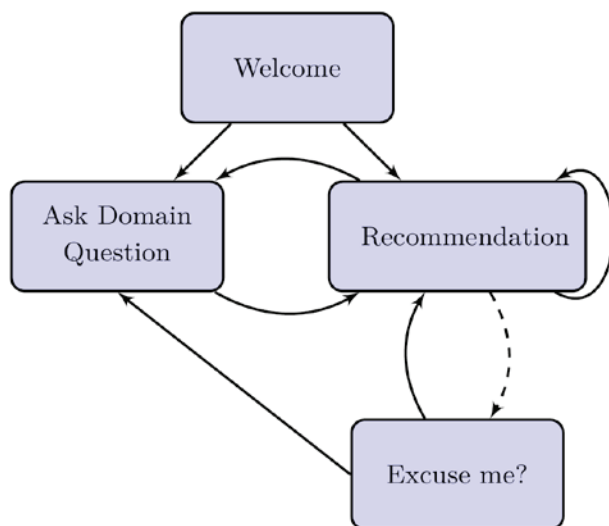 Welcome
Ask Domain
Question
Recommendation
Excuse me?